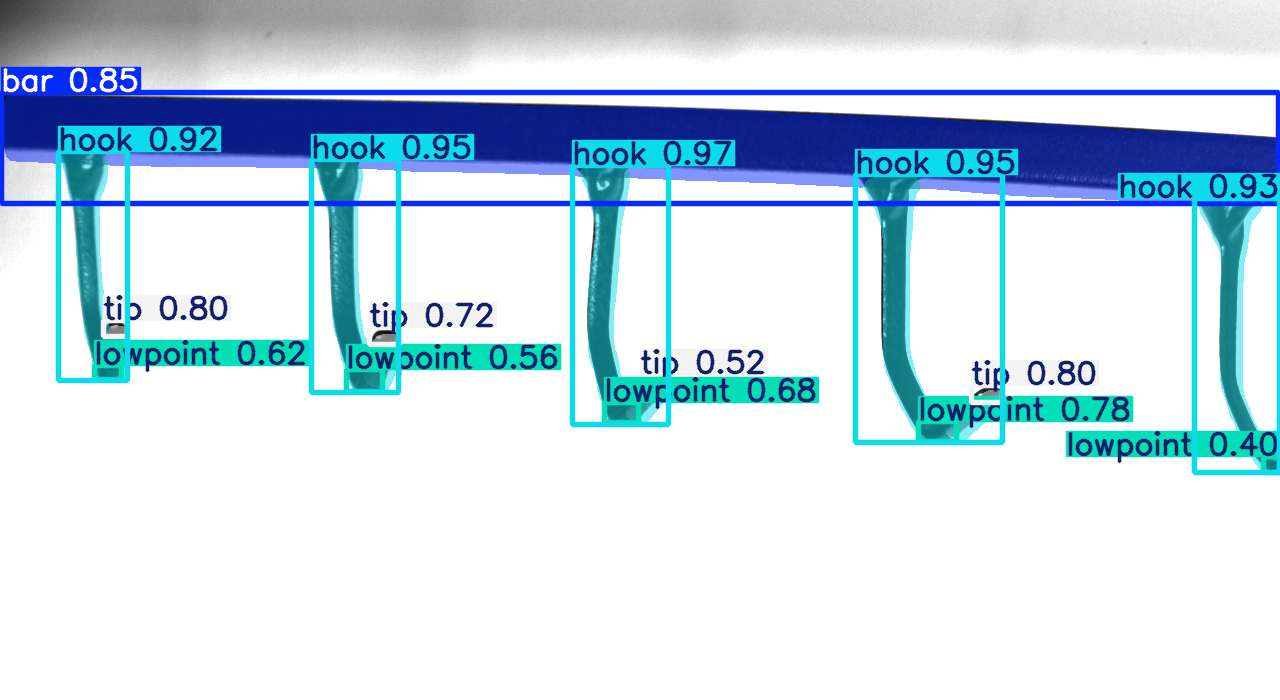 bar 0.85
hook 0.92
hook 0.95
hook 0.97
hook 0.95
hook 0.93
tip 0.80
tip 0.72
tip 0.52
tip 0.80
lowpoint 0.62
lowpoint 0.56
lowpoint 0.68
lowpoint 0.78
lowpoint 0.40